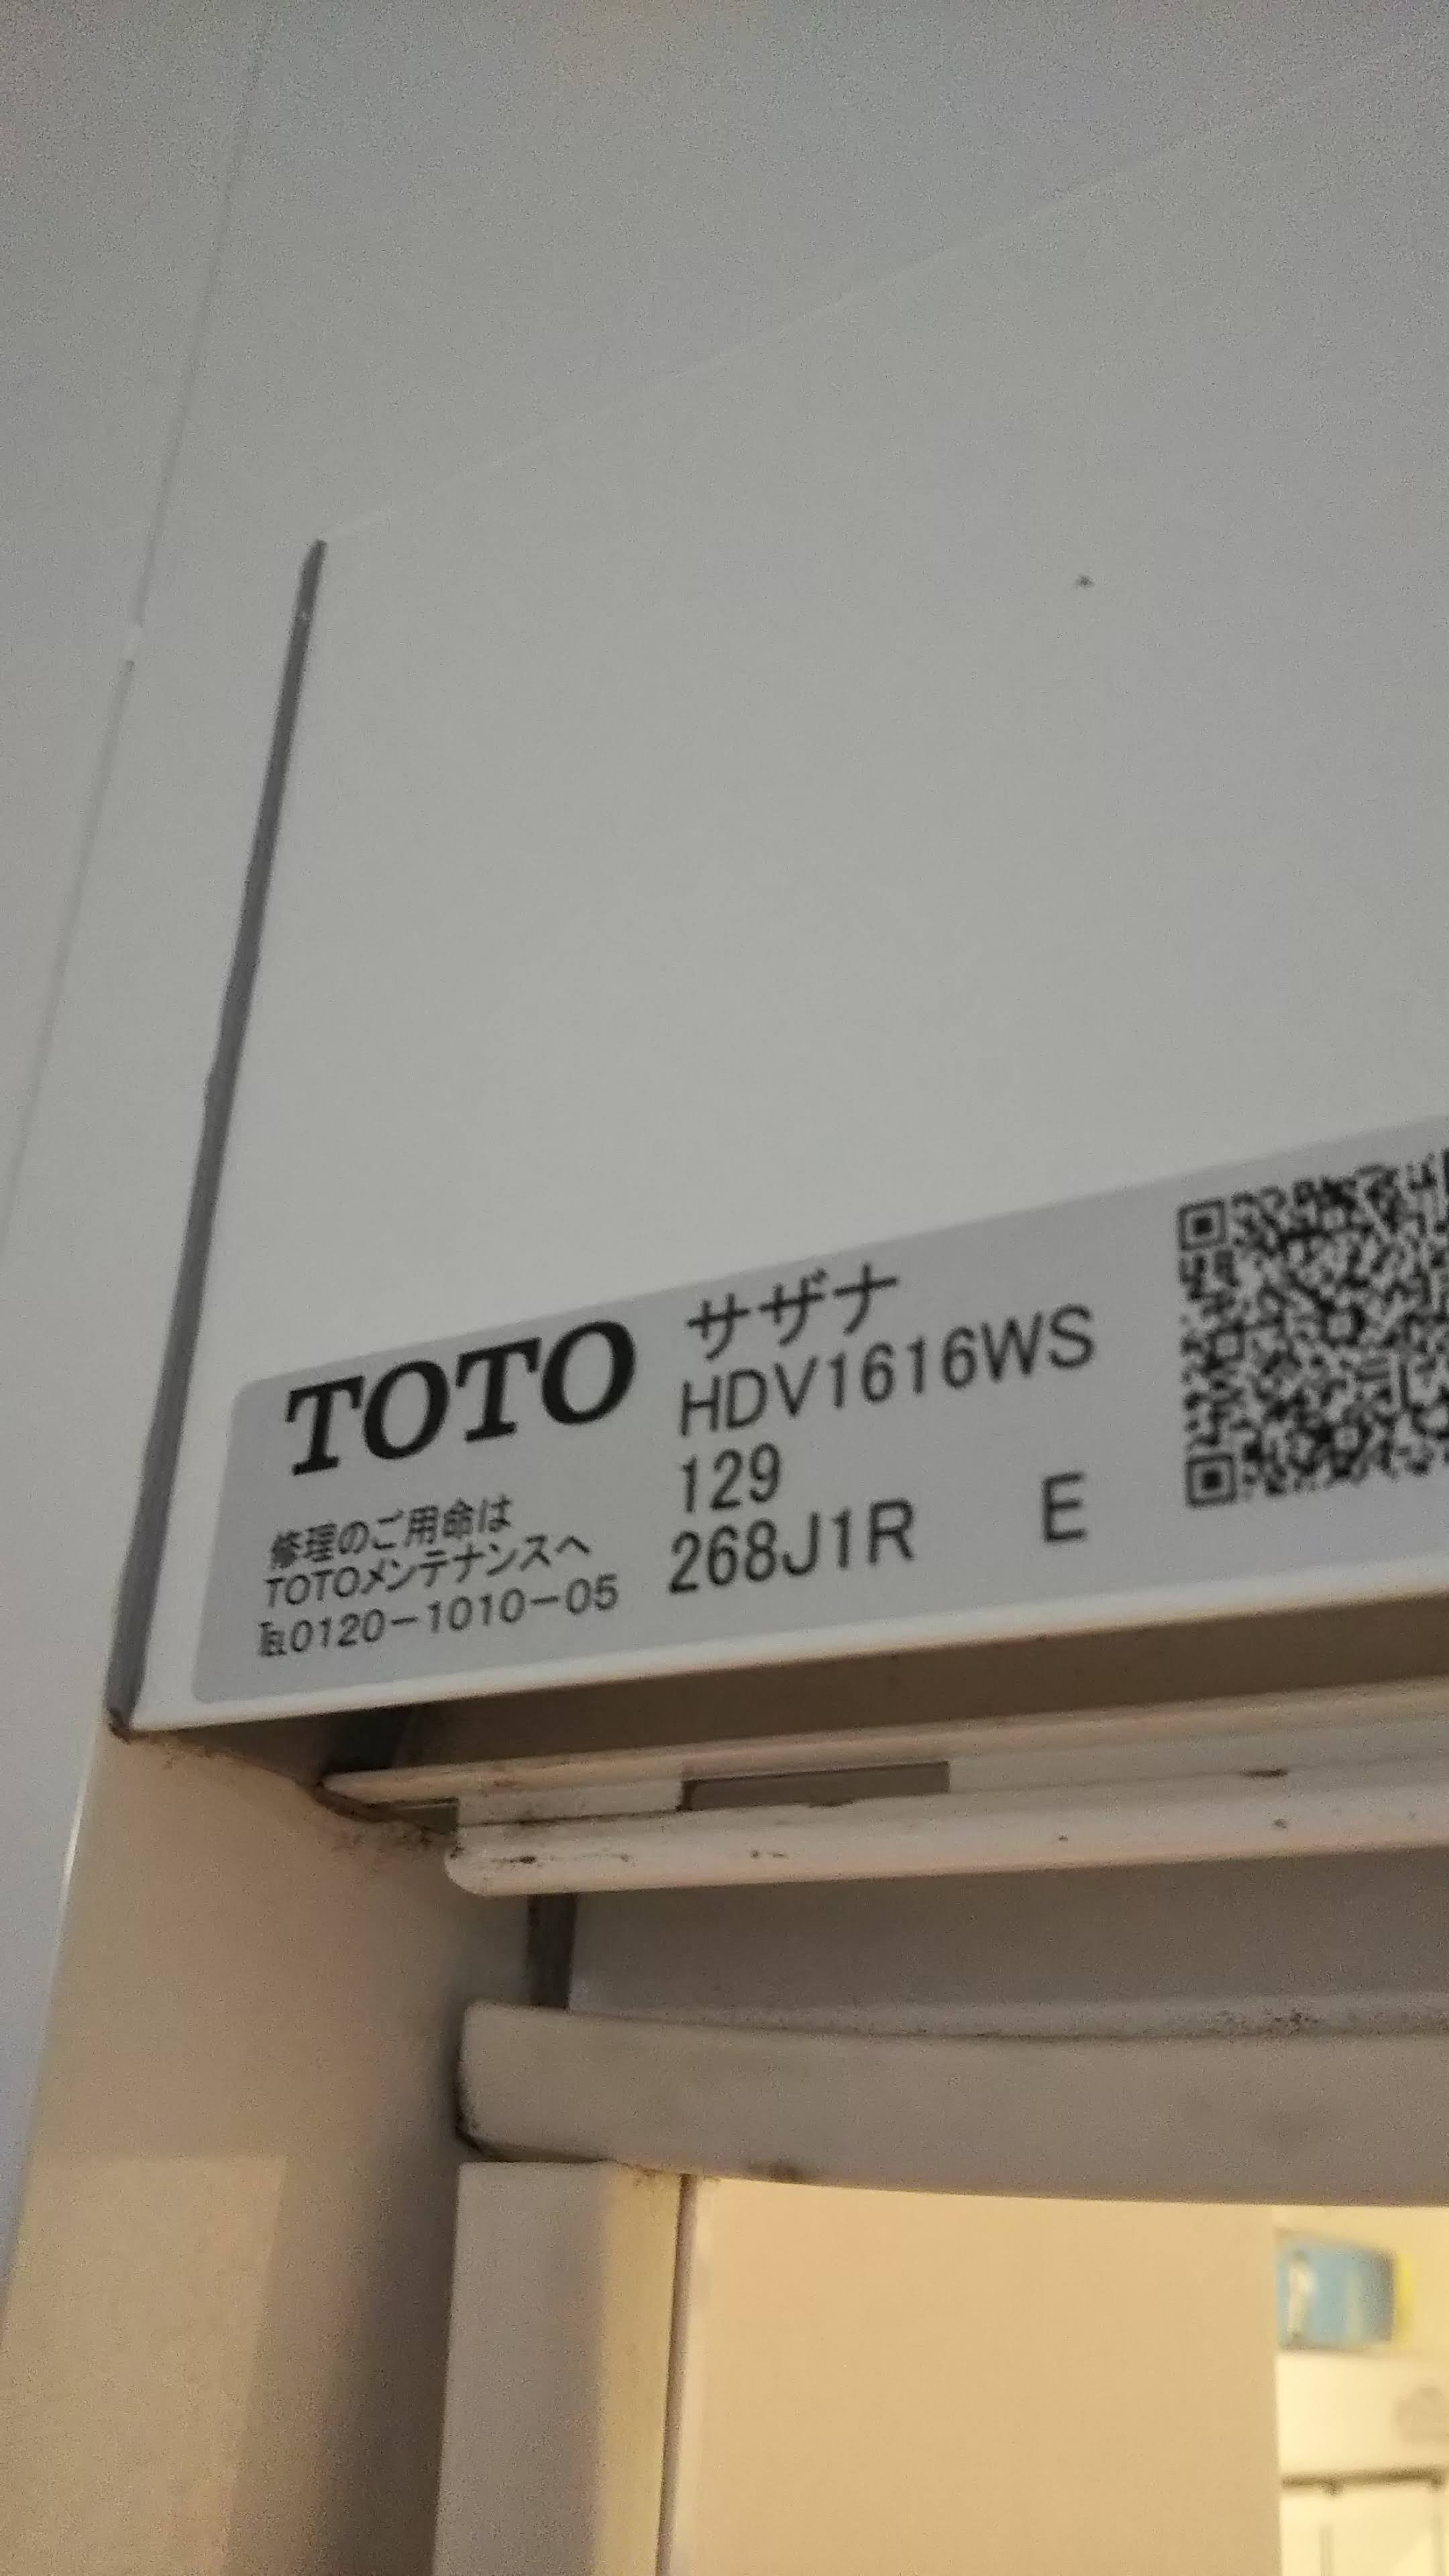 TOTO
サザナ
HDV1616WS
129
268J1R E
修理のご用命は
TOTOメンテナンスへ
℡0120-1010-05